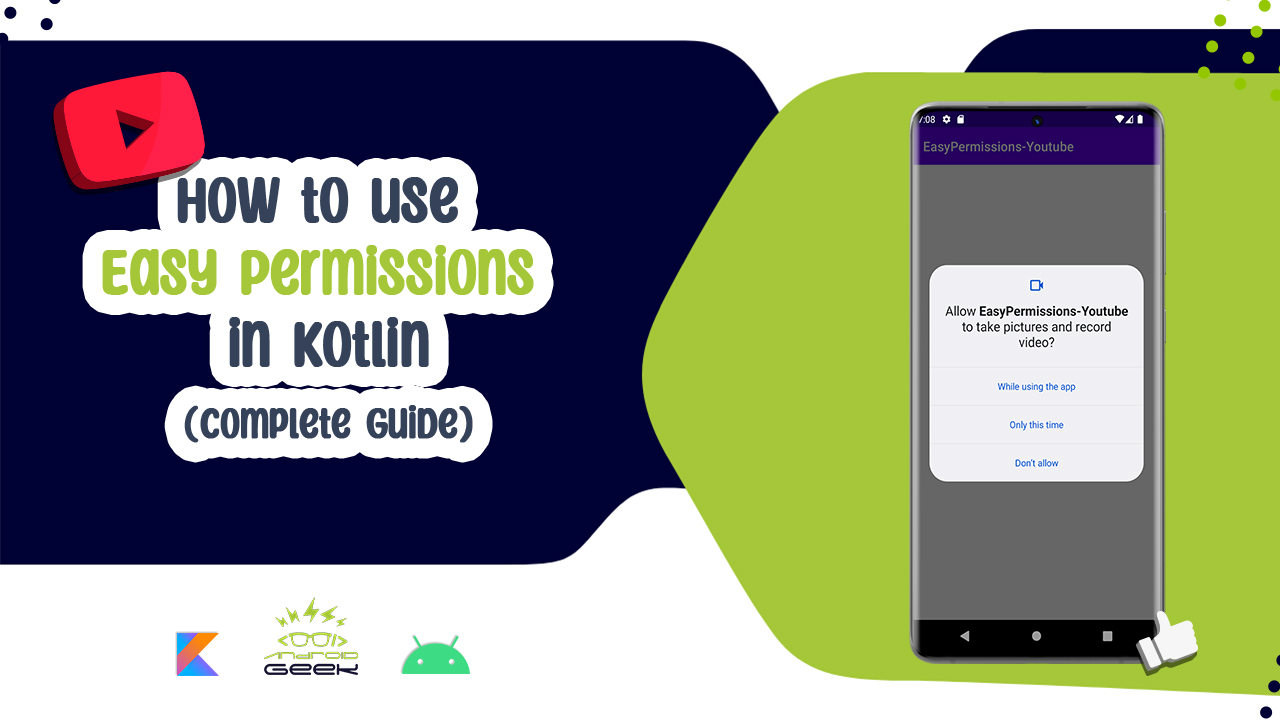 HOW to use
Easy Permissions
in Kotlin
(Complete Guide)
7:08
EasyPermissions-Youtube
Allow EasyPermissions-Youtube
to take pictures and record
video?
While using the app
Only this time
Don't allow
Android
GEEK